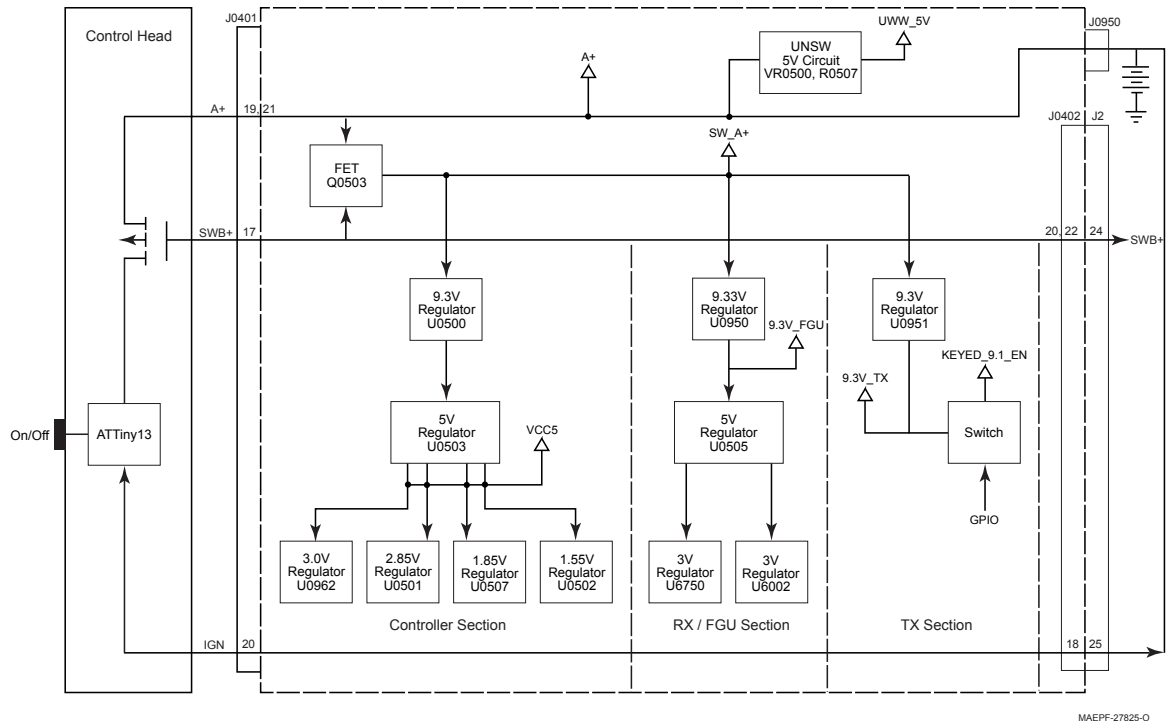 Control Head
J0401
A+
UNSW
5V Circuit
VR0500, R0507
UWW_5V
J0950
A+
19, 21
SW_A+
J0402
J2
FET
Q0503
SWB+
17
20, 22
24
SWB+
9.3V
Regulator
U0500
9.33V
Regulator
U0950
9.3V_FGU
9.3V
Regulator
U0951
KEYED_9.1_EN
9.3V_TX
On/Off
ATTiny13
5V
Regulator
U0503
VCC5
5V
Regulator
U0505
Switch
GPIO
3.0V
Regulator
U0962
2.85V
Regulator
U0501
1.85V
Regulator
U0507
1.55V
Regulator
U0502
3V
Regulator
U6750
3V
Regulator
U6002
Controller Section
RX / FGU Section
TX Section
IGN
20
18
25
MAEPF-27825-O